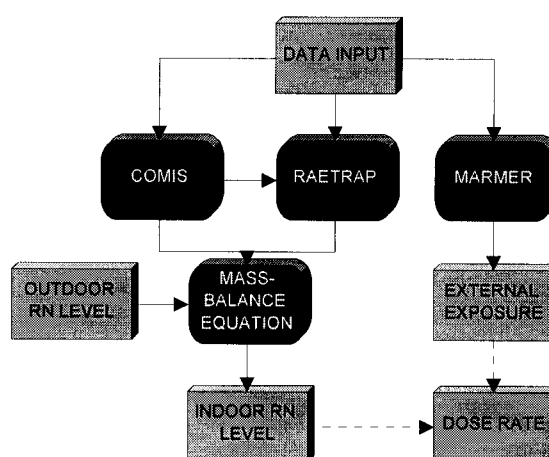 DATA INPUT
COMIS
RAETRAP
MARMER
OUTDOOR
RN LEVEL
MASS-
BALANCE
EQUATION
EXTERNAL
EXPOSURE
INDOOR RN
LEVEL
DOSE RATE